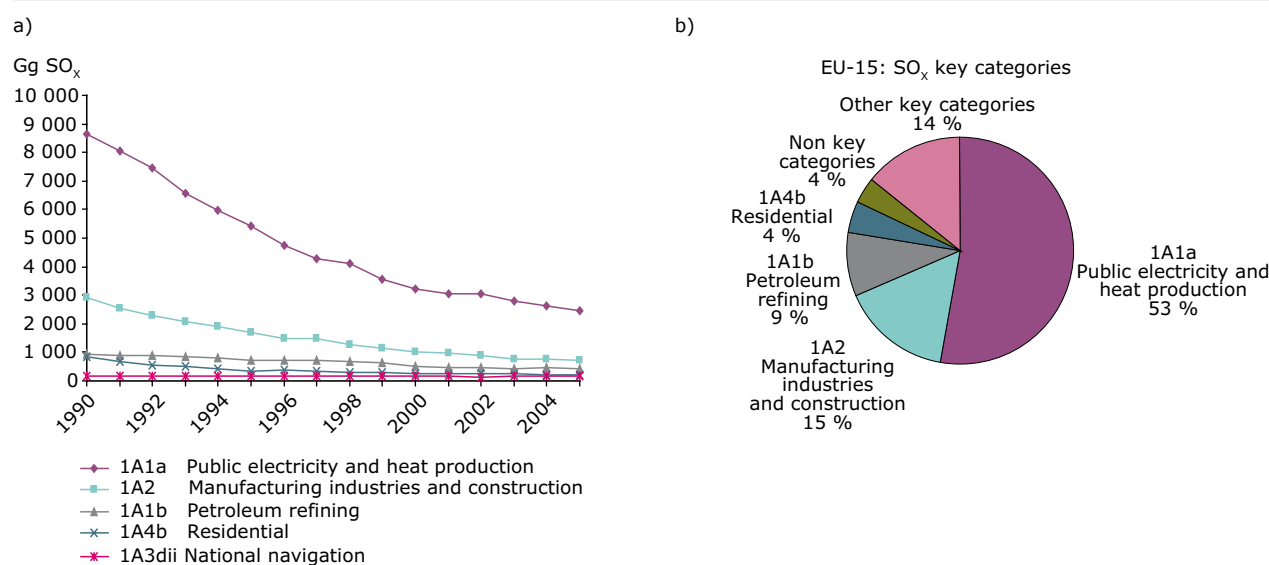 a)
Gg SOx
10 000
9 000
8 000
7 000
6 000
5 000
4 000
3 000
2 000
1 000
0
1990
1992
1994
1996
1998
2000
2002
2004
1A1a Public electricity and heat production
1A2 Manufacturing industries and construction
1A1b Petroleum refining
1A4b Residential
1A3dii National navigation
b)
EU-15: SOx key categories
Other key categories
14 %
Non key
categories
4 %
1A4b
Residential
4 %
1A1b
Petroleum
refining
9 %
1A2
Manufacturing
industries
and construction
15 %
1A1a
Public electricity and
heat production
53 %